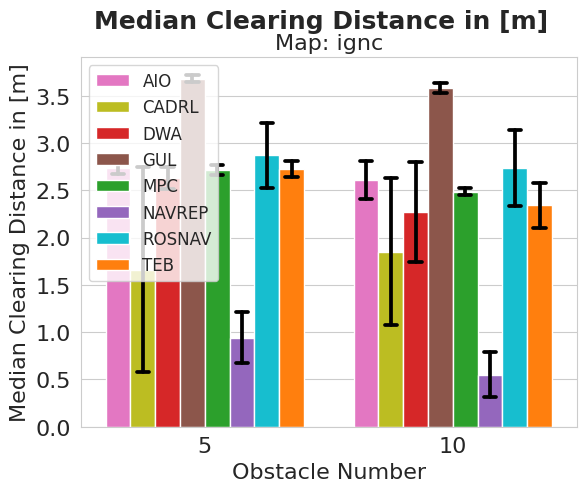 Median Clearing Distance in [m]
Map: ignc
Median Clearing Distance in [m]
3.5
3.0
2.5
2.0
1.5
1.0
0.5
0.0
AIO
CADRL
DWA
GUL
MPC
NAVREP
ROSNAV
TEB
5
10
Obstacle Number